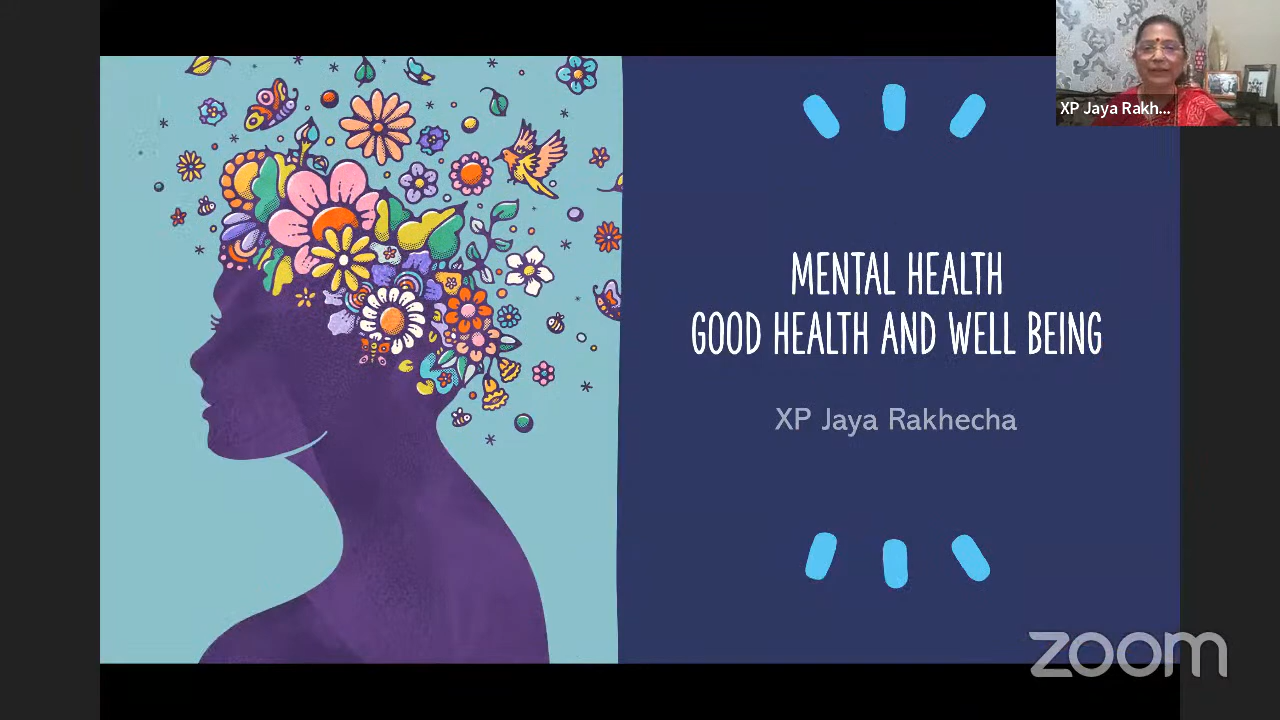 XP Jaya Rakh...
MENTAL HEALTH
GOOD HEALTH AND WELL BEING
XP Jaya Rakhecha
zoom